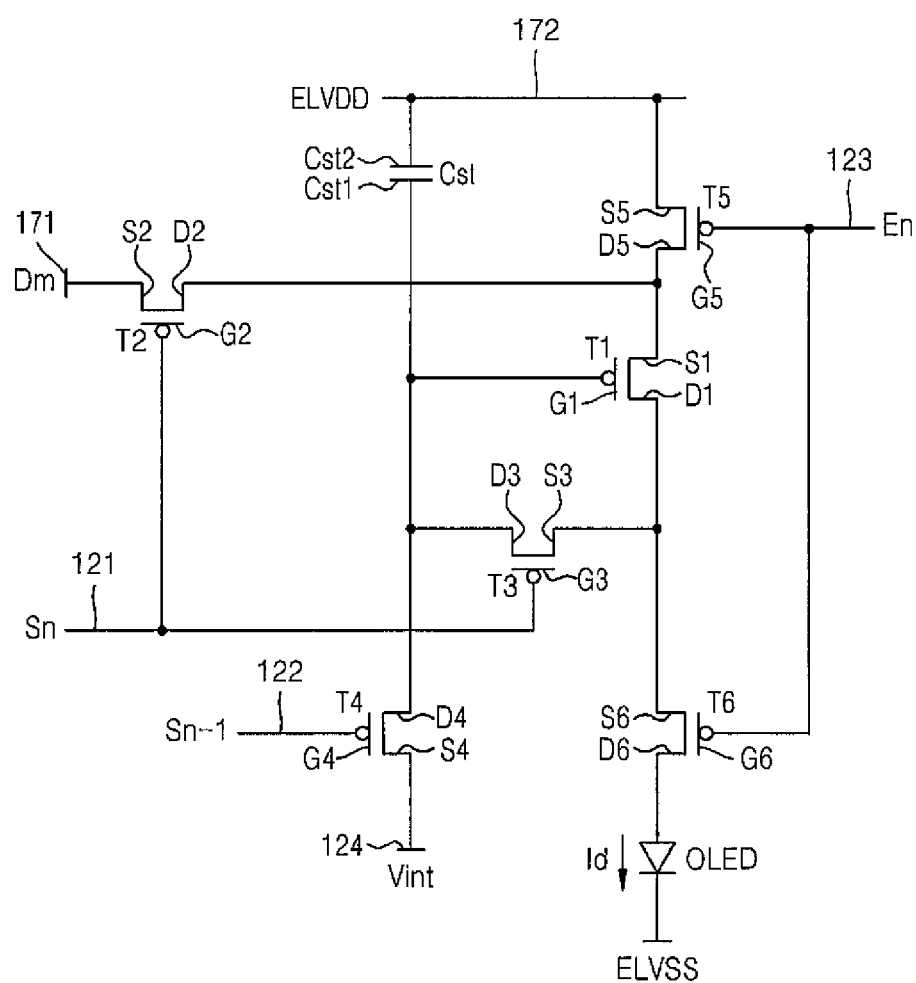 172
ELVDD
Cst2
Cst1
Cst
123
T5
S5
D5
G5
En
171
S2
D2
Dm
T2
G2
T1
S1
G1
D1
D3
S3
T3
G3
121
Sn
122
T4
D4
Sn-1
G4
S4
T6
S6
D6
G6
124
Vint
Id
OLED
ELVSS